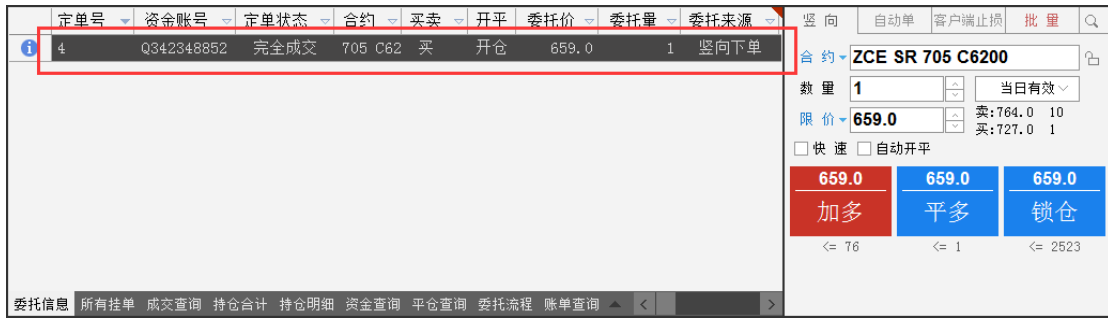 定单号 资金账号 定单状态 合约 买卖 开平 委托价 委托量 委托来源
4 Q342348852 完全成交 705 C62 买 开仓 659.0 1 竖向下单
委托信息 所有挂单 成交查询 持仓合计 持仓明细 资金查询 平仓查询 委托流程 账单查询
竖向 自动单 客户端止损 批量
合约 ZCE SR 705 C6200
数量 1 当日有效
限价 659.0 卖:764.0 10
买:727.0 1
快速 自动开平
659.0 659.0 659.0
加多 平多 锁仓
<= 76 <= 1 <= 2523